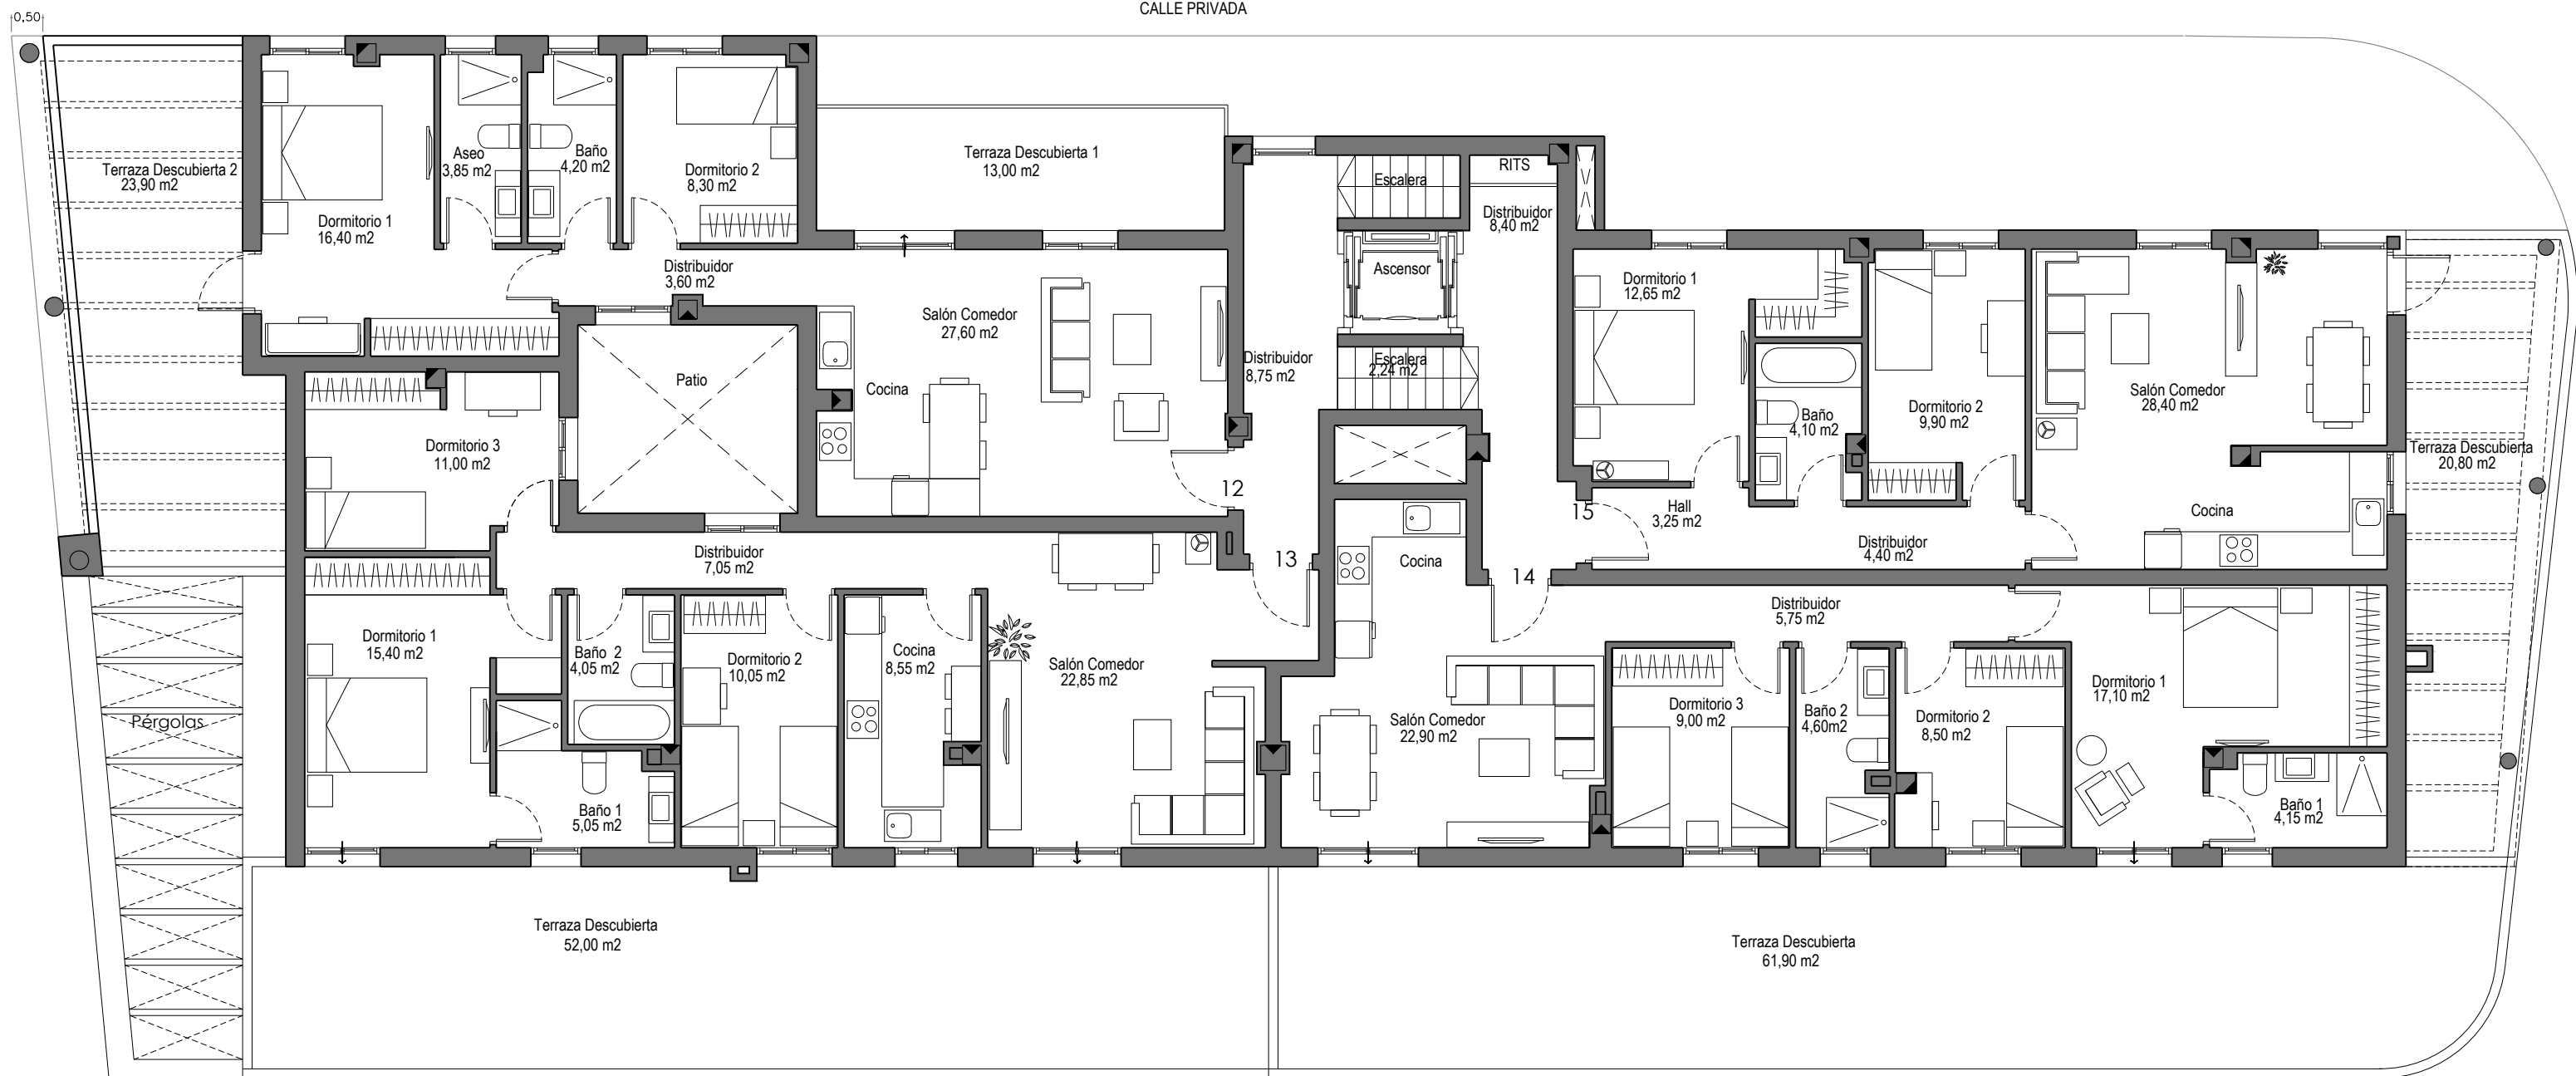 CALLE PRIVADA
0,50
Terraza Descubierta 2
23,90 m2
Dormitorio 1
16,40 m2
Aseo
3,85 m2
Baño
4,20 m2
Dormitorio 2
8,30 m2
Terraza Descubierta 1
13,00 m2
Distribuidor
3,60 m2
Salón Comedor
27,60 m2
Cocina
Patio
Dormitorio 3
11,00 m2
12
Escalera
RITS
Distribuidor
8,40 m2
Ascensor
Distribuidor
8,75 m2
Escalera
2,24 m2
Dormitorio 1
12,65 m2
Baño
4,10 m2
Dormitorio 2
9,90 m2
Salón Comedor
28,40 m2
Terraza Descubierta
20,80 m2
Cocina
15
Hall
3,25 m2
Distribuidor
4,40 m2
Distribuidor
7,05 m2
13
Cocina
14
Distribuidor
5,75 m2
Dormitorio 1
15,40 m2
Baño 2
4,05 m2
Dormitorio 2
10,05 m2
Cocina
8,55 m2
Salón Comedor
22,85 m2
Pérgolas
Baño 1
5,05 m2
Salón Comedor
22,90 m2
Dormitorio 3
9,00 m2
Baño 2
4,60m2
Dormitorio 2
8,50 m2
Dormitorio 1
17,10 m2
Baño 1
4,15 m2
Terraza Descubierta
52,00 m2
Terraza Descubierta
61,90 m2